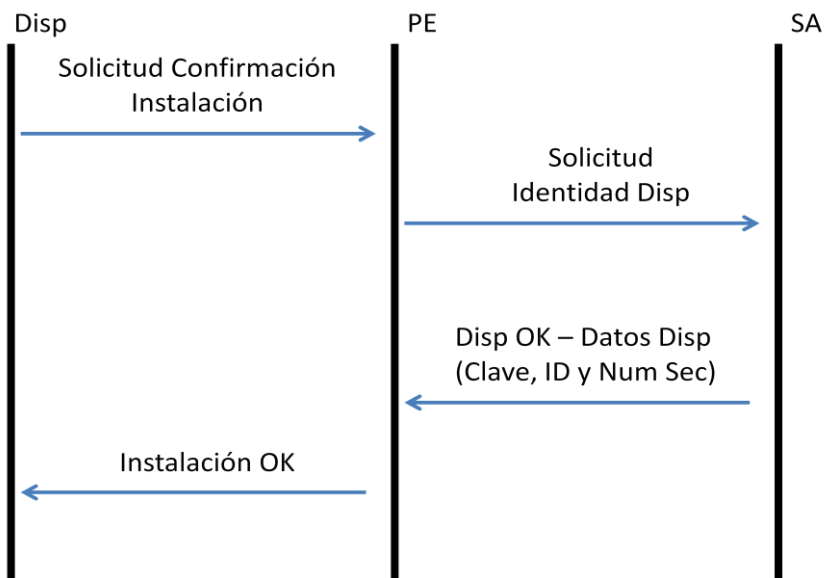 Disp
PE
SA
Solicitud Confirmación
Instalación
Solicitud
Identidad Disp
Disp OK – Datos Disp
(Clave, ID y Num Sec)
Instalación OK